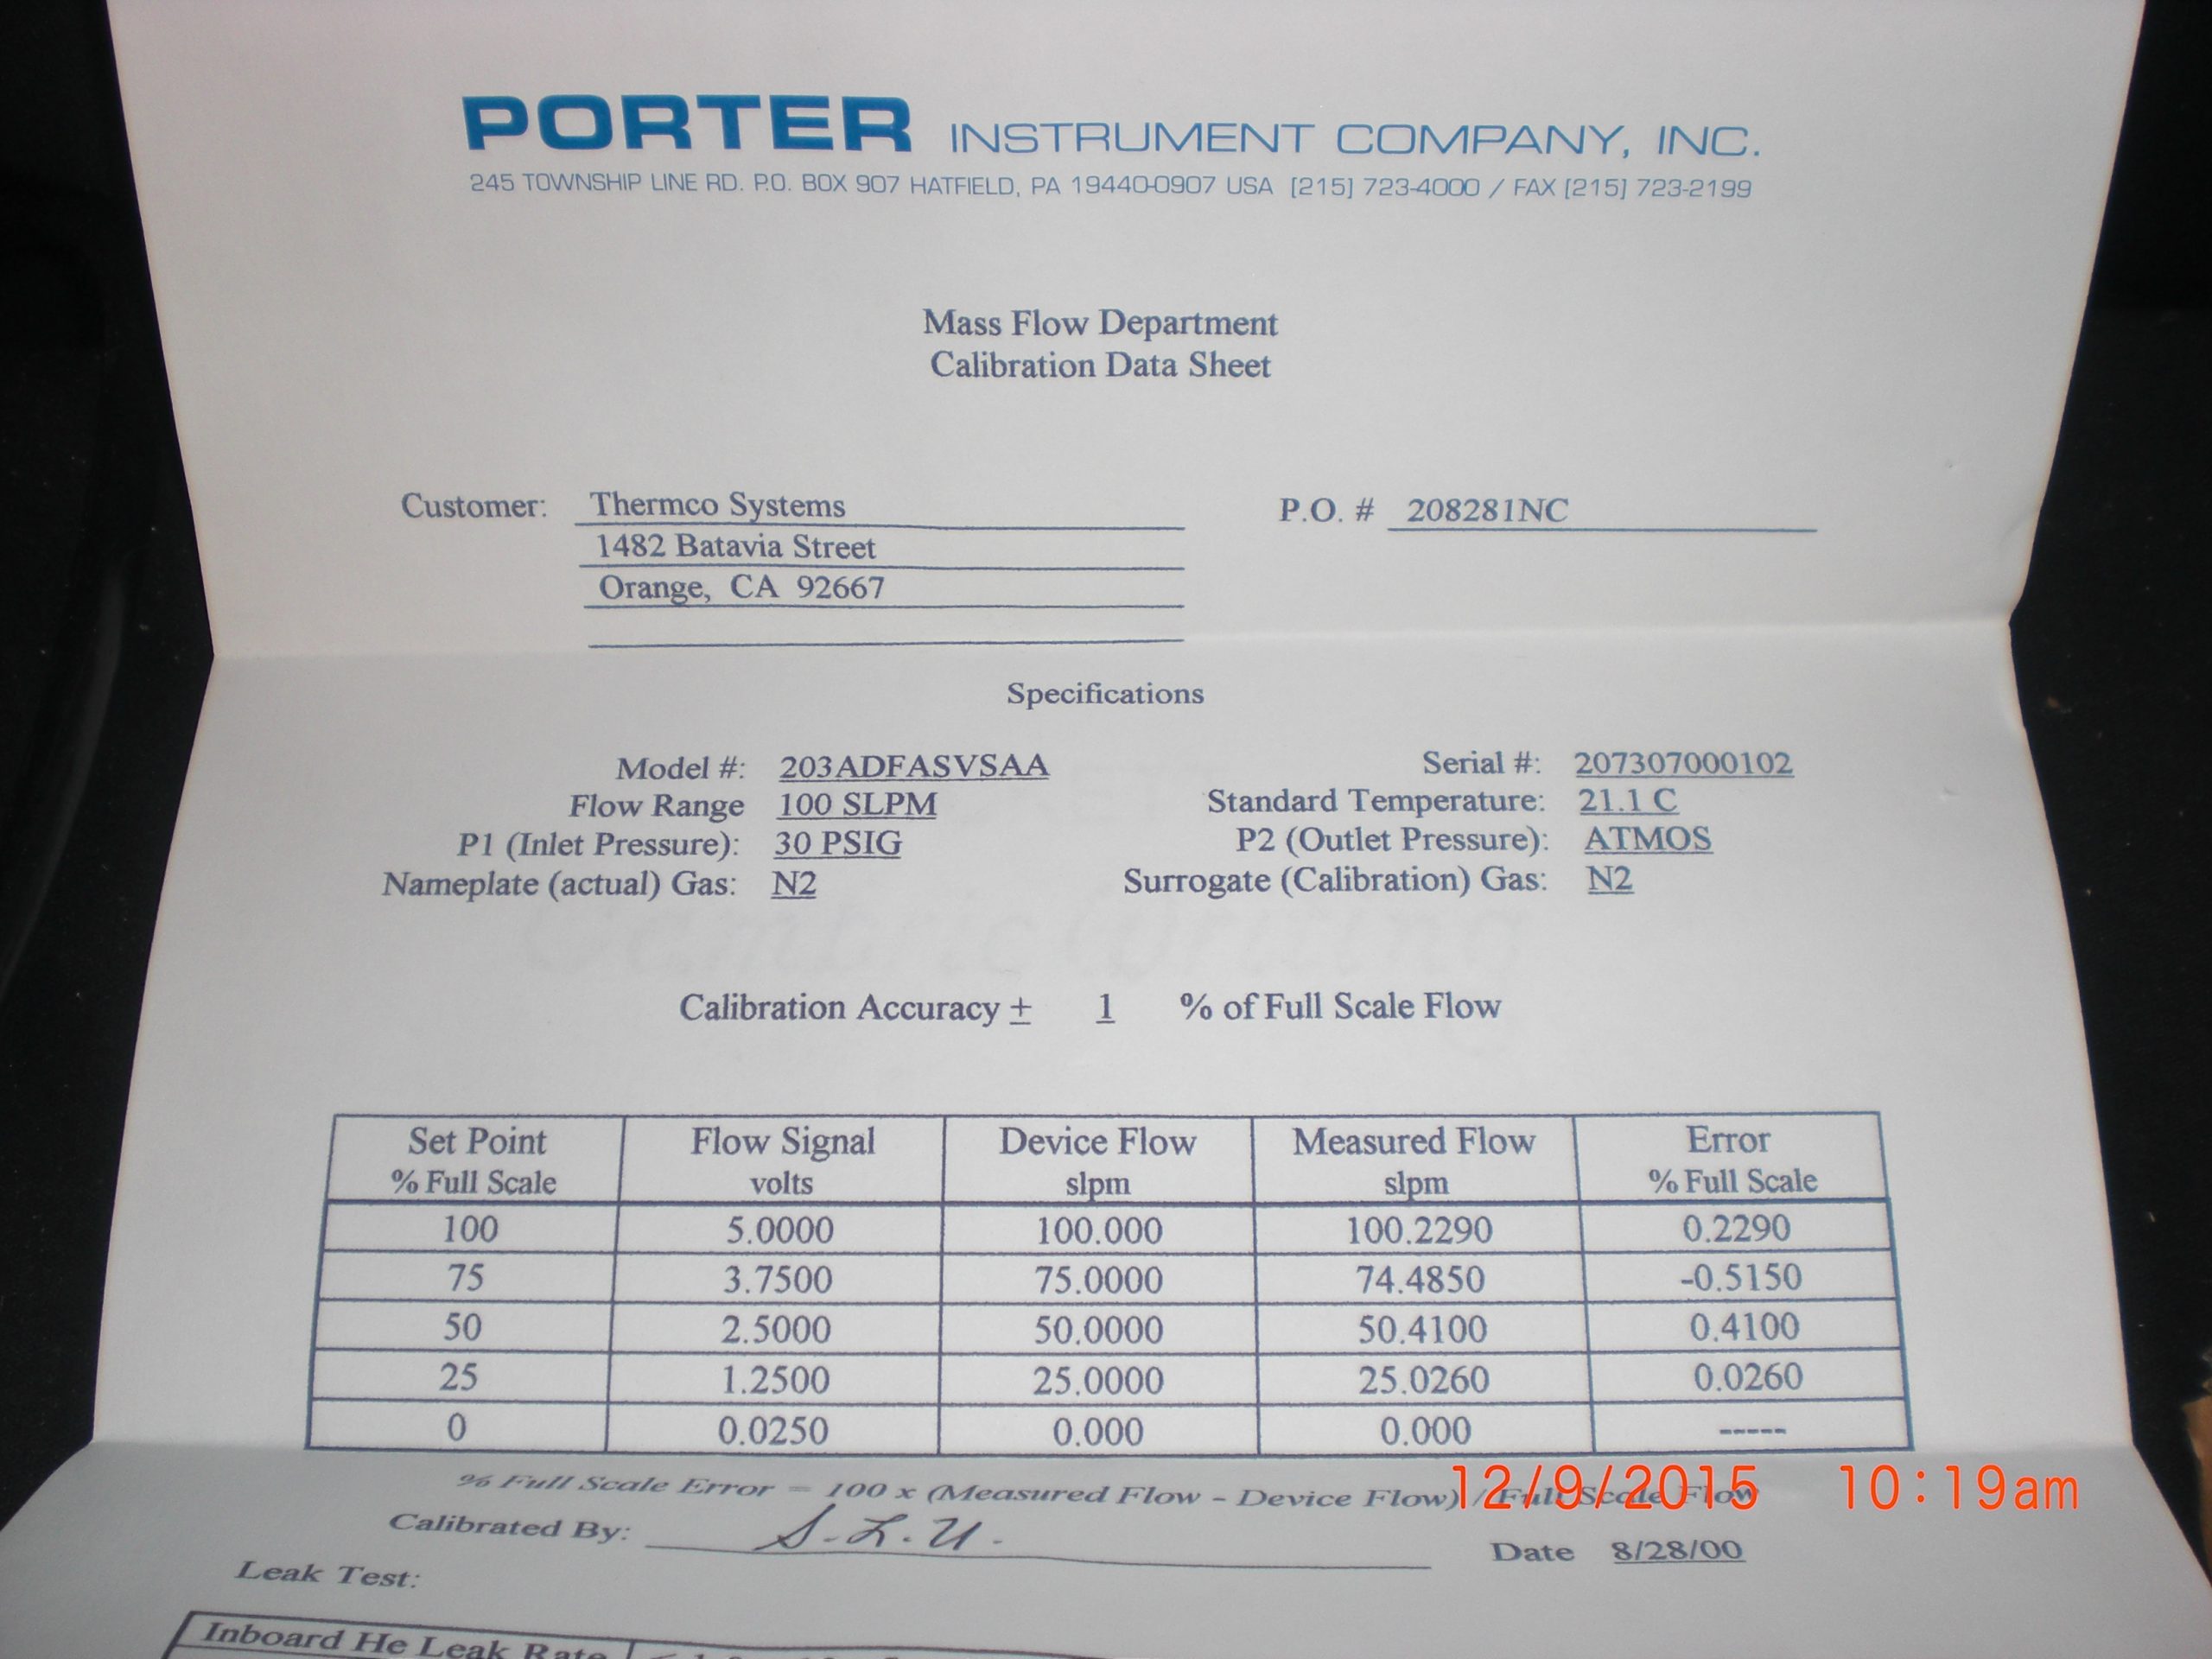 PORTER INSTRUMENT COMPANY, INC.
245 TOWNSHIP LINE RD. P.O. BOX 907 HATFIELD, PA 19440-0907 USA [215] 723-4000 / FAX [215] 723-2199
Mass Flow Department
Calibration Data Sheet
Customer: Thermco Systems P.O. # 208281NC
1482 Batavia Street
Orange, CA 92667
Specifications
Model #: 203ADFASVSAA Serial #: 207307000102
Flow Range 100 SLPM Standard Temperature: 21.1 C
P1 (Inlet Pressure): 30 PSIG P2 (Outlet Pressure): ATMOS
Nameplate (actual) Gas: N2 Surrogate (Calibration) Gas: N2
Calibration Accuracy ± 1 % of Full Scale Flow
Set Point Flow Signal Device Flow Measured Flow Error
% Full Scale volts slpm slpm % Full Scale
100 5.0000 100.000 100.2290 0.2290
75 3.7500 75.0000 74.4850 -0.5150
50 2.5000 50.0000 50.4100 0.4100
25 1.2500 25.0000 25.0260 0.0260
0 0.0250 0.000 0.000 -----
% Full Scale Error = 100 x (Measured Flow - Device Flow) / Full Scale Flow
12/9/2015 10:19am
Calibrated By: S.L.U. Date 8/28/00
Leak Test:
Inboard He Leak Rate